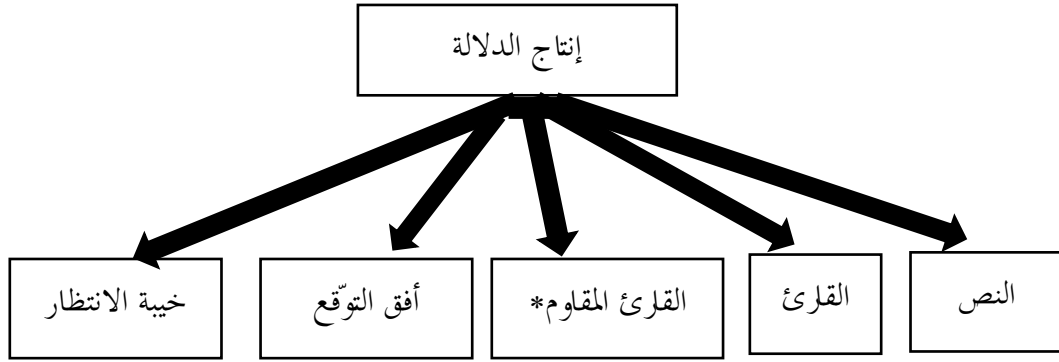 إنتاج الدلالة
النص
القارئ
القارئ المقاوم*
أفق التوّقع
خيبة الانتظار